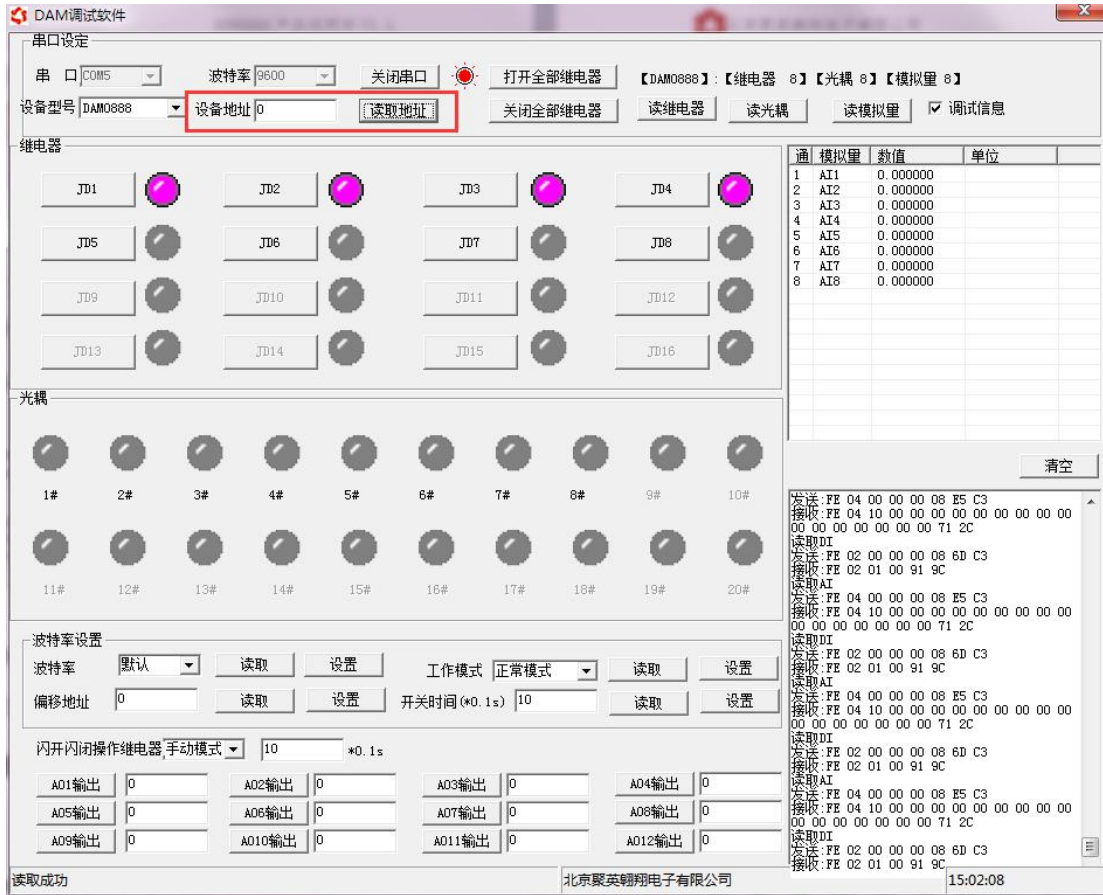 DAM调试软件
串口设定
串 口 COM5 波特率 9600 关闭串口 打开全部继电器 【DAM0888】:【继电器 8】【光耦 8】【模拟量 8】
设备型号 DAM0888 设备地址 0 读取地址 关闭全部继电器 读继电器 读光耦 读模拟量 调试信息
继电器
JD1 JD2 JD3 JD4
JD5 JD6 JD7 JD8
JD9 JD10 JD11 JD12
JD13 JD14 JD15 JD16
通 模拟量 数值 单位
1 AI1 0.000000
2 AI2 0.000000
3 AI3 0.000000
4 AI4 0.000000
5 AI5 0.000000
6 AI6 0.000000
7 AI7 0.000000
8 AI8 0.000000
清空
光耦
1# 2# 3# 4# 5# 6# 7# 8# 9# 10#
11# 12# 13# 14# 15# 16# 17# 18# 19# 20#
发送:FE 04 00 00 00 08 E5 C3
接收:FE 04 10 00 00 00 00 00 00 00 00 00
00 00 00 00 00 00 00 71 2C
读取DI
发送:FE 02 00 00 00 08 6D C3
接收:FE 02 01 00 91 9C
读取AI
发送:FE 04 00 00 00 08 E5 C3
接收:FE 04 10 00 00 00 00 00 00 00 00 00
00 00 00 00 00 00 00 71 2C
读取DI
发送:FE 02 00 00 00 08 6D C3
接收:FE 02 01 00 91 9C
读取AI
发送:FE 04 00 00 00 08 E5 C3
接收:FE 04 10 00 00 00 00 00 00 00 00 00
00 00 00 00 00 00 00 71 2C
读取DI
发送:FE 02 00 00 00 08 6D C3
接收:FE 02 01 00 91 9C
读取AI
发送:FE 04 00 00 00 08 E5 C3
接收:FE 04 10 00 00 00 00 00 00 00 00 00
00 00 00 00 00 00 00 71 2C
读取DI
发送:FE 02 00 00 00 08 6D C3
接收:FE 02 01 00 91 9C
波特率设置
波特率 默认 读取 设置 工作模式 正常模式 读取 设置
偏移地址 0 读取 设置 开关时间(*0.1s) 10 读取 设置
闪开闪闭操作继电器 手动模式 10 *0.1s
AO1输出 0 AO2输出 0 AO3输出 0 AO4输出 0
AO5输出 0 AO6输出 0 AO7输出 0 AO8输出 0
AO9输出 0 AO10输出 0 AO11输出 0 AO12输出 0
读取成功 北京聚英翱翔电子有限公司 15:02:08